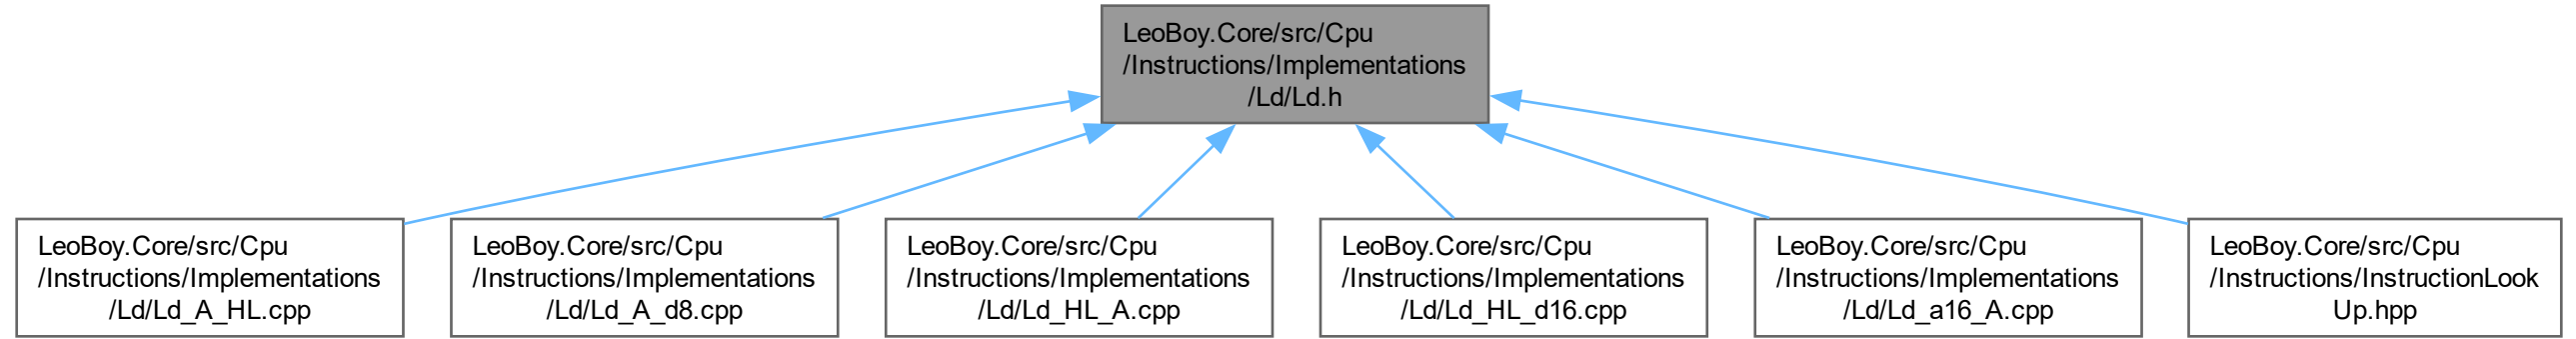 LeoBoy.Core/src/Cpu
/Instructions/Implementations
/Ld/Ld.h
LeoBoy.Core/src/Cpu
/Instructions/Implementations
/Ld/Ld_A_HL.cpp
LeoBoy.Core/src/Cpu
/Instructions/Implementations
/Ld/Ld_A_d8.cpp
LeoBoy.Core/src/Cpu
/Instructions/Implementations
/Ld/Ld_HL_A.cpp
LeoBoy.Core/src/Cpu
/Instructions/Implementations
/Ld/Ld_HL_d16.cpp
LeoBoy.Core/src/Cpu
/Instructions/Implementations
/Ld/Ld_a16_A.cpp
LeoBoy.Core/src/Cpu
/Instructions/InstructionLook
Up.hpp